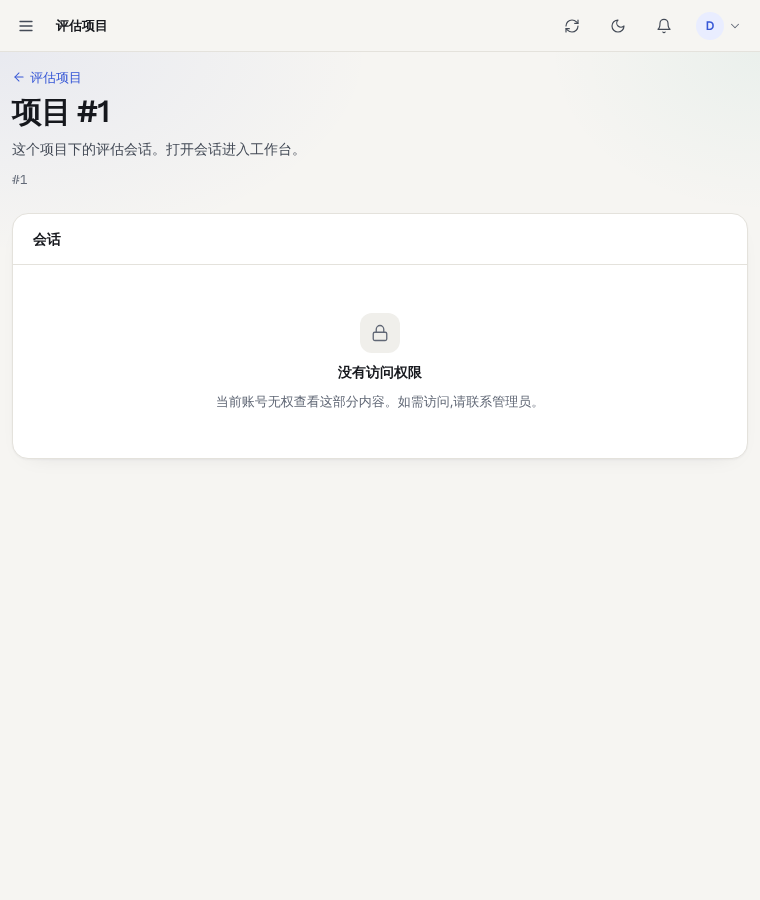 评估项目
D
评估项目
项目 #1
这个项目下的评估会话。打开会话进入工作台。
#1
会话
没有访问权限
当前账号无权查看这部分内容。如需访问,请联系管理员。